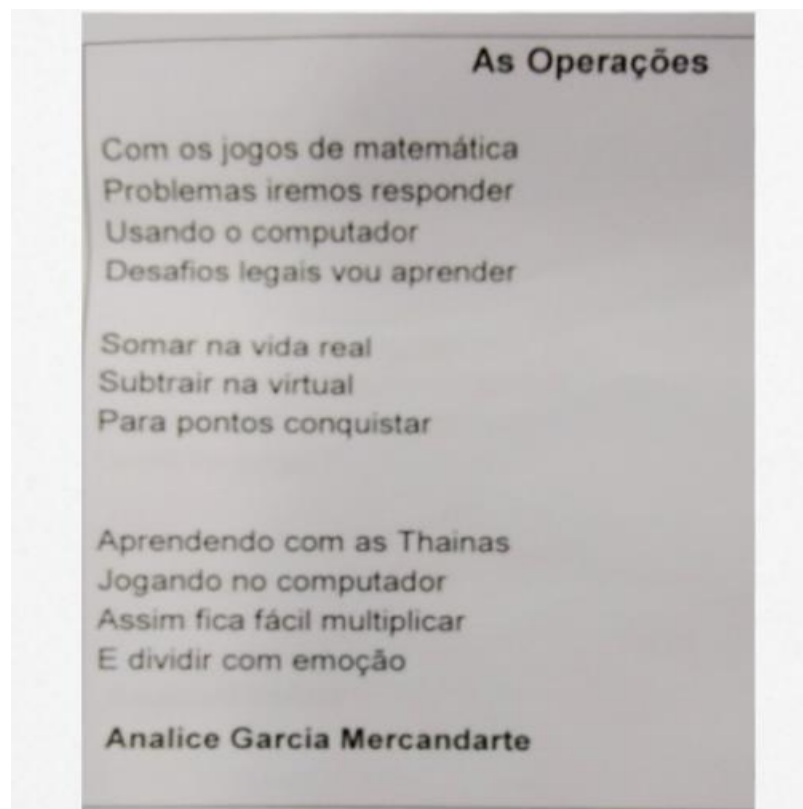 As Operações
Com os jogos de matemática
Problemas iremos responder
Usando o computador
Desafios legais vou aprender
Somar na vida real
Subtrair na virtual
Para pontos conquistar
Aprendendo com as Thainas
Jogando no computador
Assim fica fácil multiplicar
E dividir com emoção
Analice Garcia Mercandarte